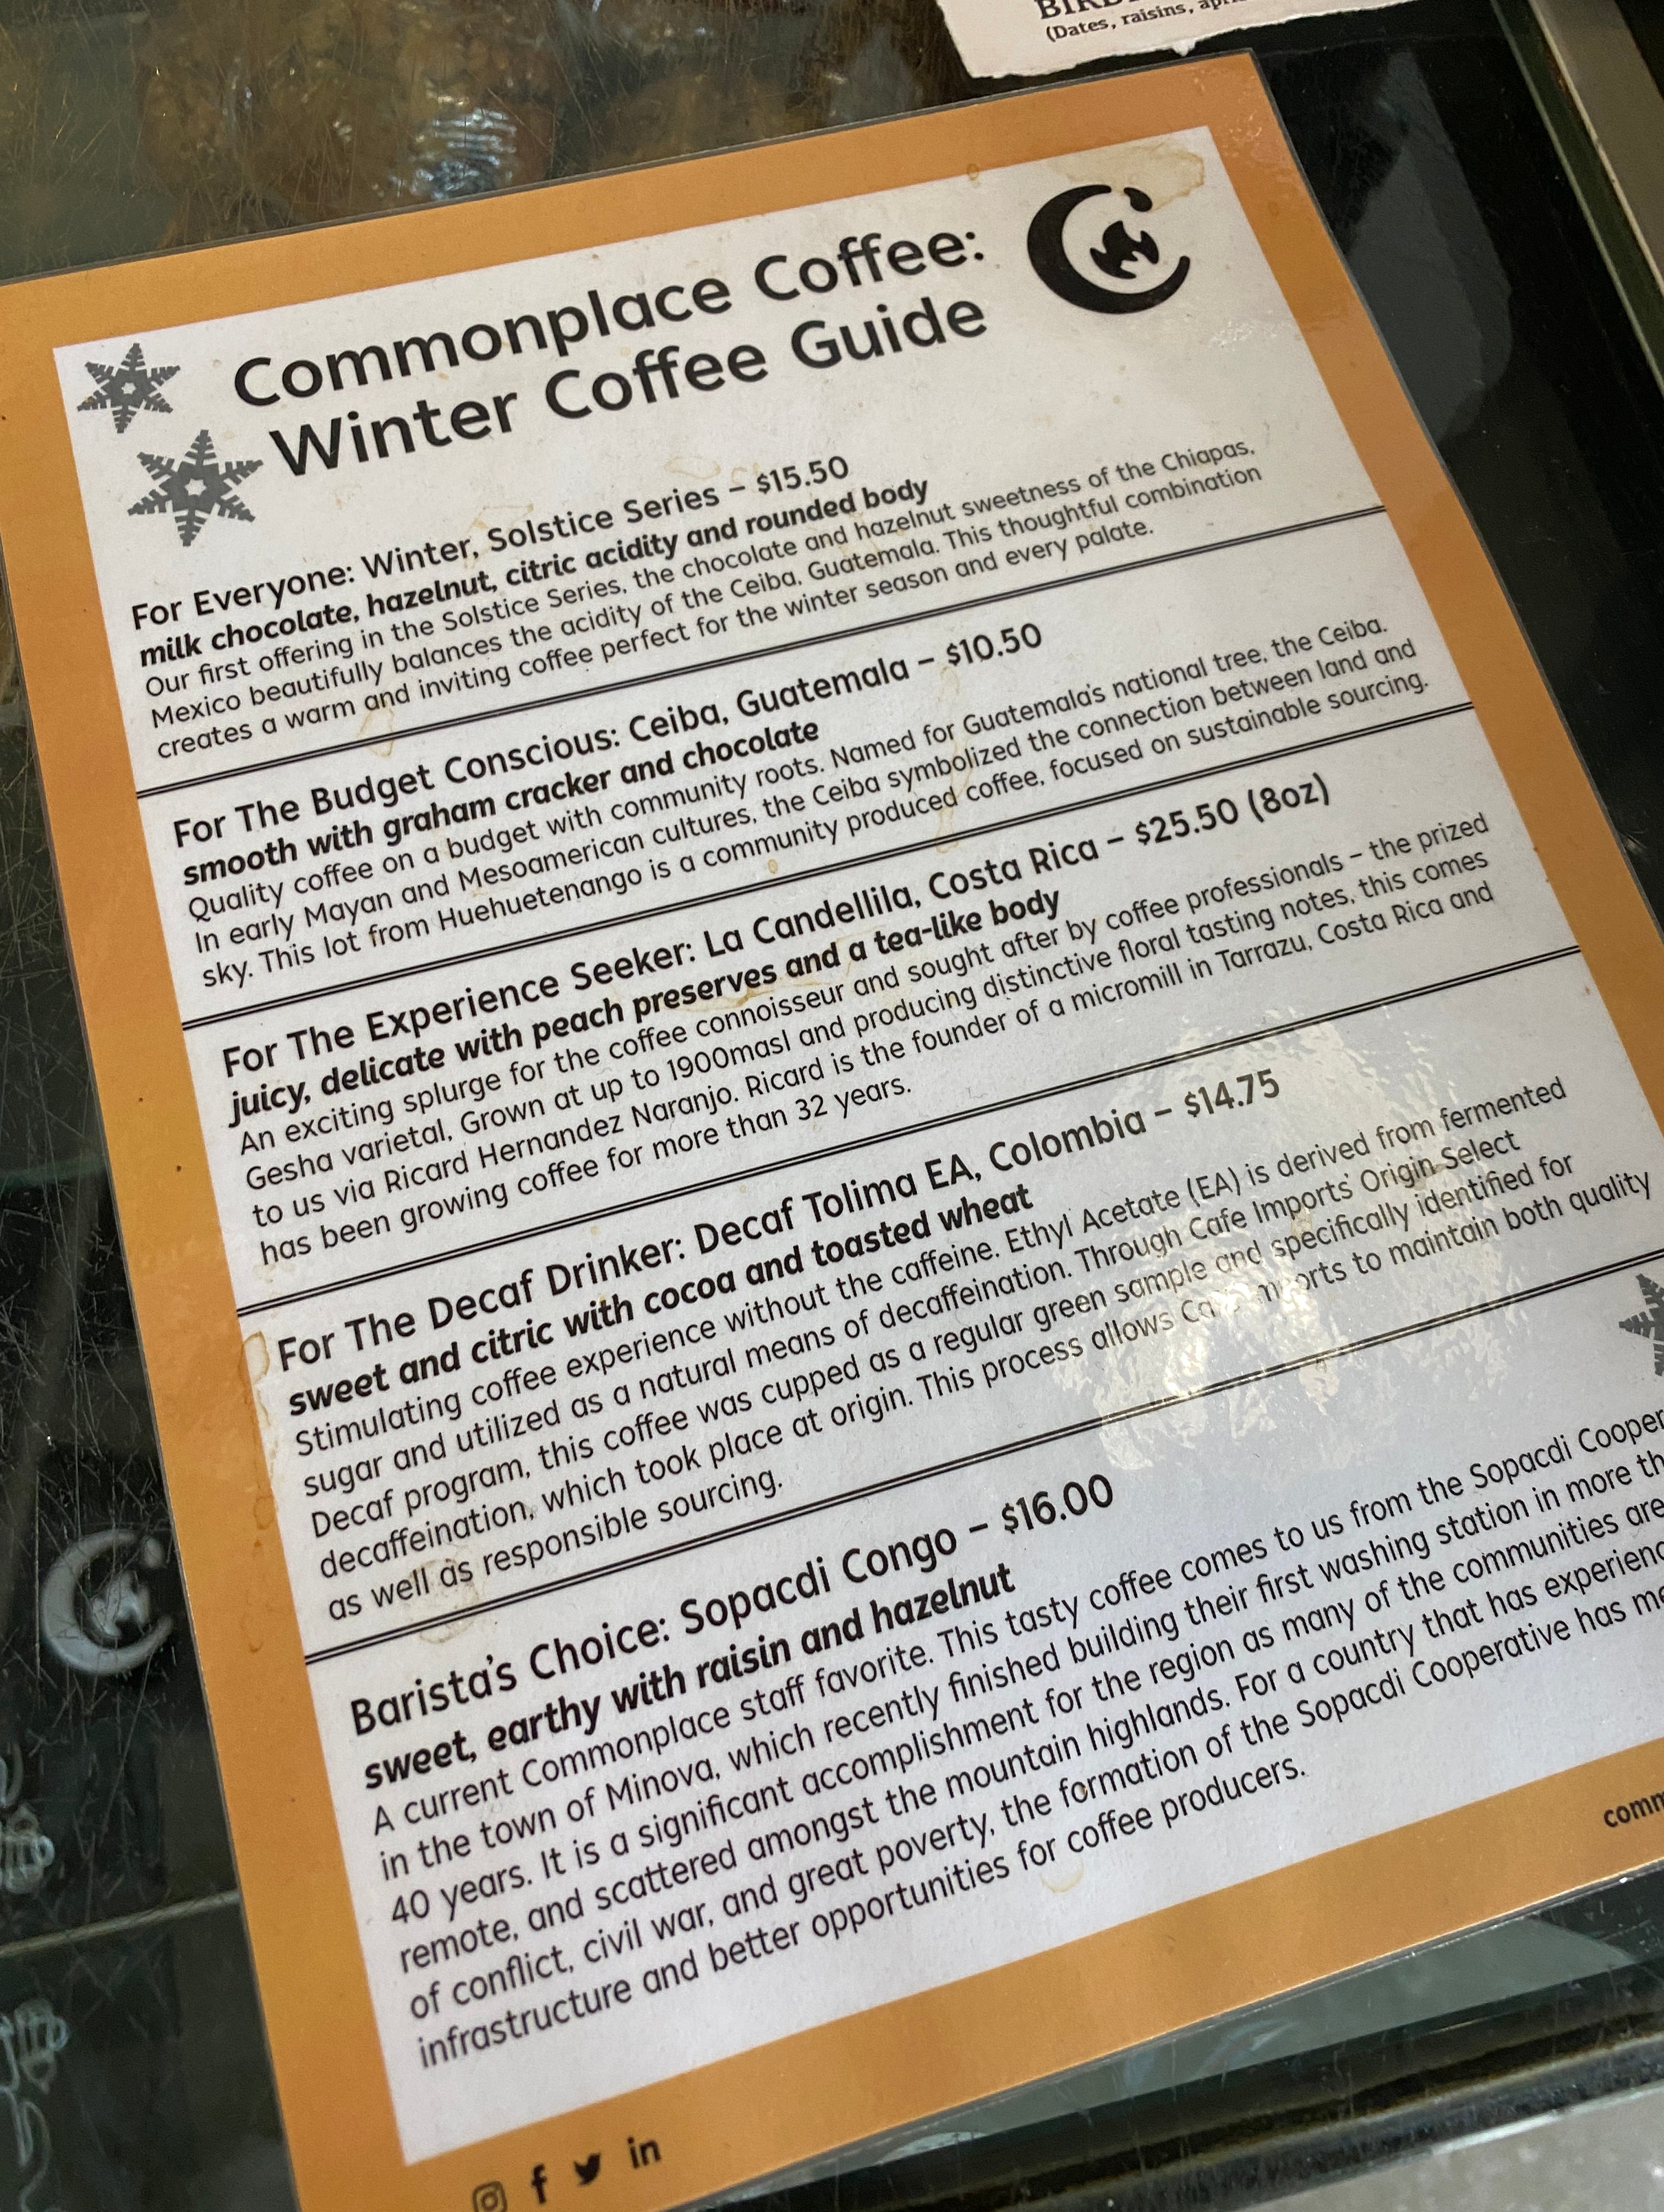 (Dates, raisins,
Commonplace Coffee:
Winter Coffee Guide
For Everyone: Winter, Solstice Series – $15.50
milk chocolate, hazelnut, citric acidity and rounded body
Our first offering in the Solstice Series, the chocolate and hazelnut sweetness of the Chiapas,
Mexico beautifully balances the acidity of the Ceiba, Guatemala. This thoughtful combination
creates a warm and inviting coffee perfect for the winter season and every palate.
For The Budget Conscious: Ceiba, Guatemala – $10.50
smooth with graham cracker and chocolate
Quality coffee on a budget with community roots. Named for Guatemala's national tree, the Ceiba.
In early Mayan and Mesoamerican cultures, the Ceiba symbolized the connection between land and
sky. This lot from Huehuetenango is a community produced coffee, focused on sustainable sourcing.
For The Experience Seeker: La Candellila, Costa Rica – $25.50 (8oz)
juicy, delicate with peach preserves and a tea-like body
An exciting splurge for the coffee connoisseur and sought after by coffee professionals – the prized
Gesha varietal. Grown at up to 1900masl and producing distinctive floral tasting notes, this comes
to us via Ricard Hernandez Naranjo. Ricard is the founder of a micromill in Tarrazu, Costa Rica and
has been growing coffee for more than 32 years.
For The Decaf Drinker: Decaf Tolima EA, Colombia – $14.75
sweet and citric with cocoa and toasted wheat
Stimulating coffee experience without the caffeine. Ethyl Acetate (EA) is derived from fermented
sugar and utilized as a natural means of decaffeination. Through Cafe Imports' Origin Select
Decaf program, this coffee was cupped as a regular green sample and specifically identified for
decaffeination, which took place at origin. This process allows Cafe Imports to maintain both quality
as well as responsible sourcing.
Barista's Choice: Sopacdi Congo – $16.00
sweet, earthy with raisin and hazelnut
A current Commonplace staff favorite. This tasty coffee comes to us from the Sopacdi
in the town of Minova, which recently finished building their first washing station in more
40 years. It is a significant accomplishment for the region as many of the communities are
remote, and scattered amongst the mountain highlands. For a country that has
of conflict, civil war, and great poverty, the formation of the Sopacdi Cooperative has
infrastructure and better opportunities for coffee producers.